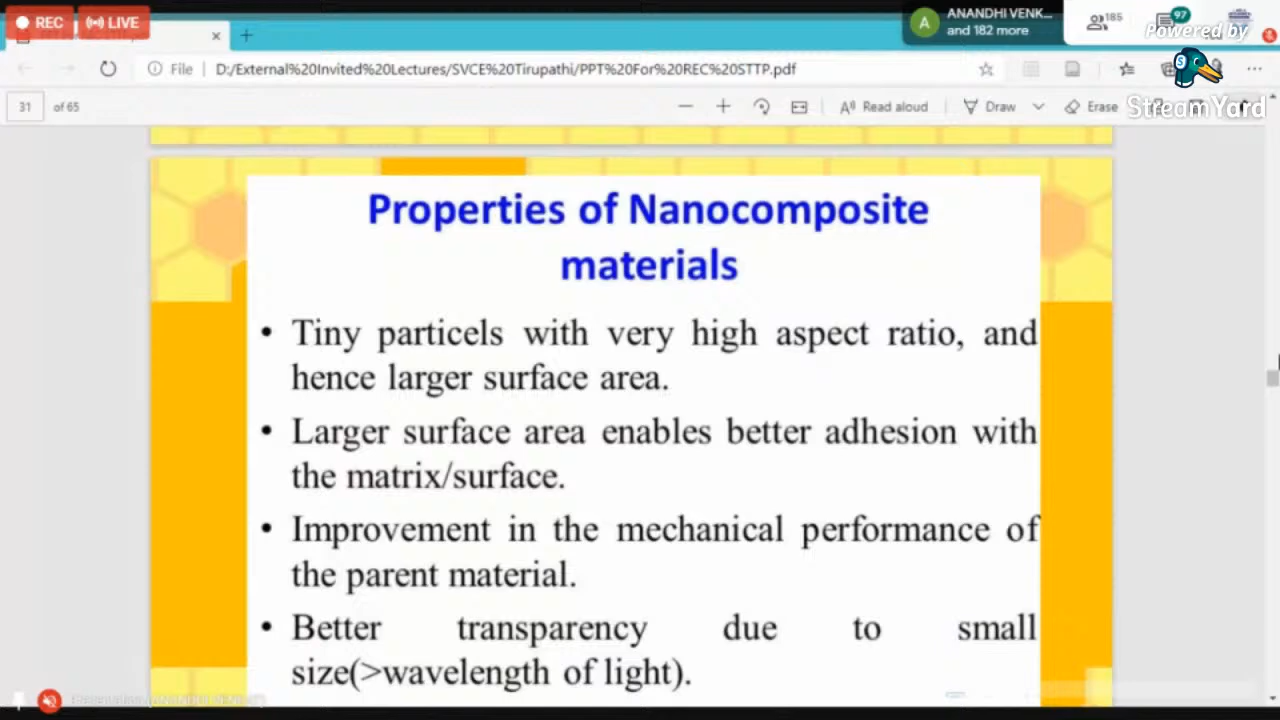 REC
LIVE
A
ANANDHI VENK...
and 182 more
185
97
Powered by
File
D:/External%20Invited%20Lectures/SVCE%20Tirupathi/PPT%20For%20REC%20STTP.pdf
StreamYard
31 of 65
Read aloud
Draw
Erase
Properties of Nanocomposite
materials
• Tiny particels with very high aspect ratio, and
hence larger surface area.
• Larger surface area enables better adhesion with
the matrix/surface.
• Improvement in the mechanical performance of
the parent material.
• Better transparency due to small
size(>wavelength of light).